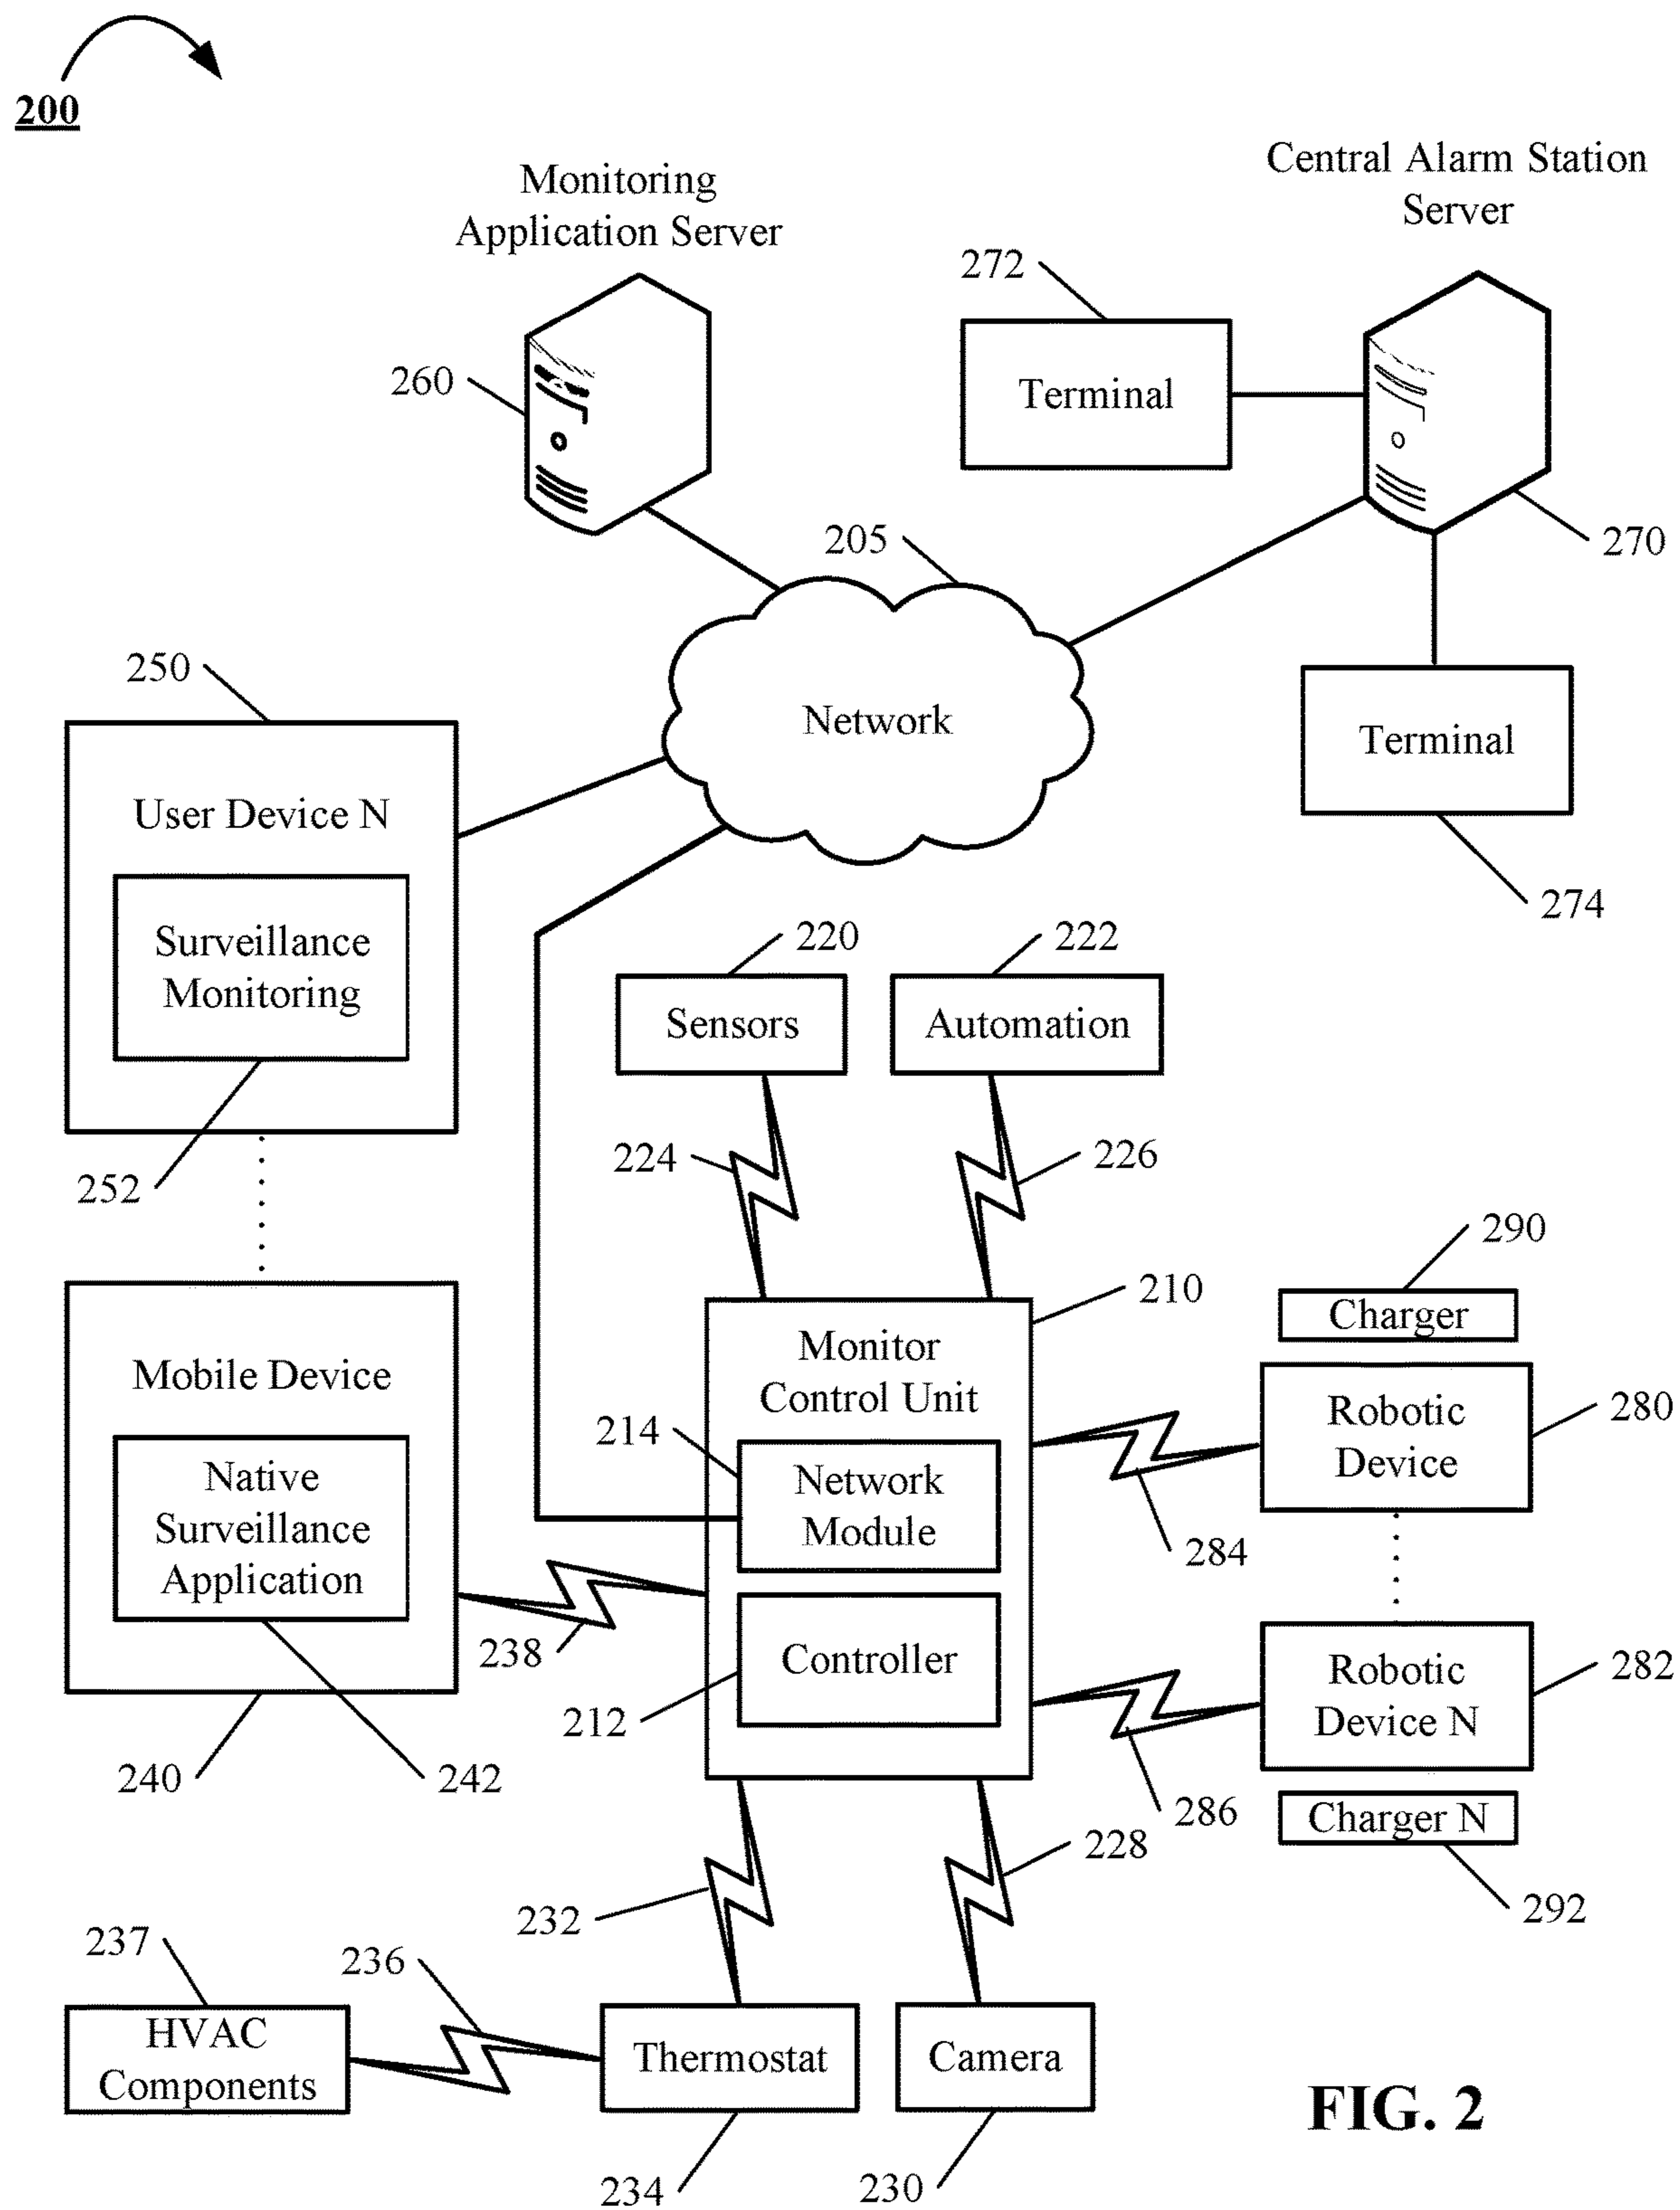 200
Monitoring
Application Server
Central Alarm Station
Server
272
Terminal
260
270
205
Network
250
Terminal
274
User Device N
Surveillance
Monitoring
252
220
222
Sensors
Automation
224
226
290
Charger
210
Monitor
Control Unit
Mobile Device
Robotic
Device
280
214
Network
Module
Native
Surveillance
Application
284
238
Controller
212
Robotic
Device N
282
240
242
286
Charger N
292
228
232
237
236
HVAC
Components
Thermostat
Camera
234
230
FIG. 2